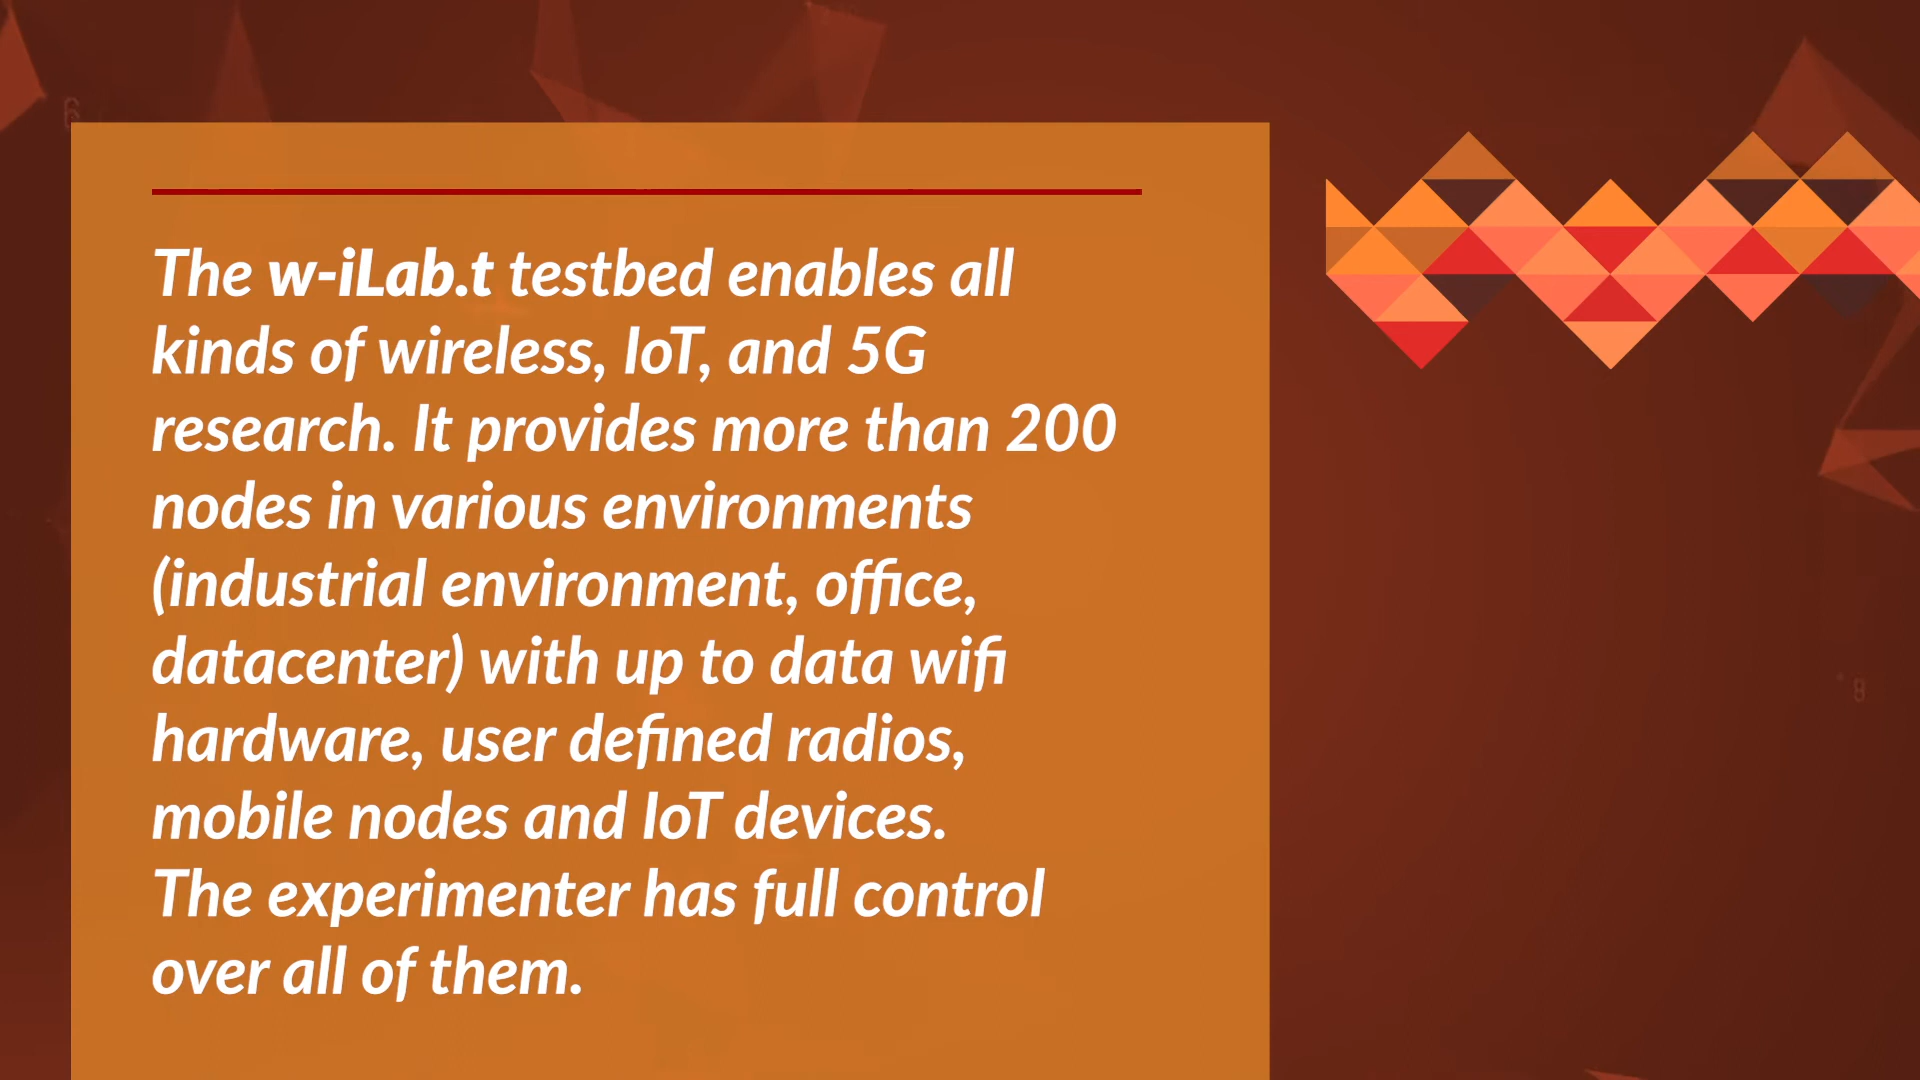 The w-iLab.t testbed enables all
kinds of wireless, IoT, and 5G
research. It provides more than 200
nodes in various environments
(industrial environment, office,
datacenter) with up to data wifi
hardware, user defined radios,
mobile nodes and IoT devices.
The experimenter has full control
over all of them.
6
8